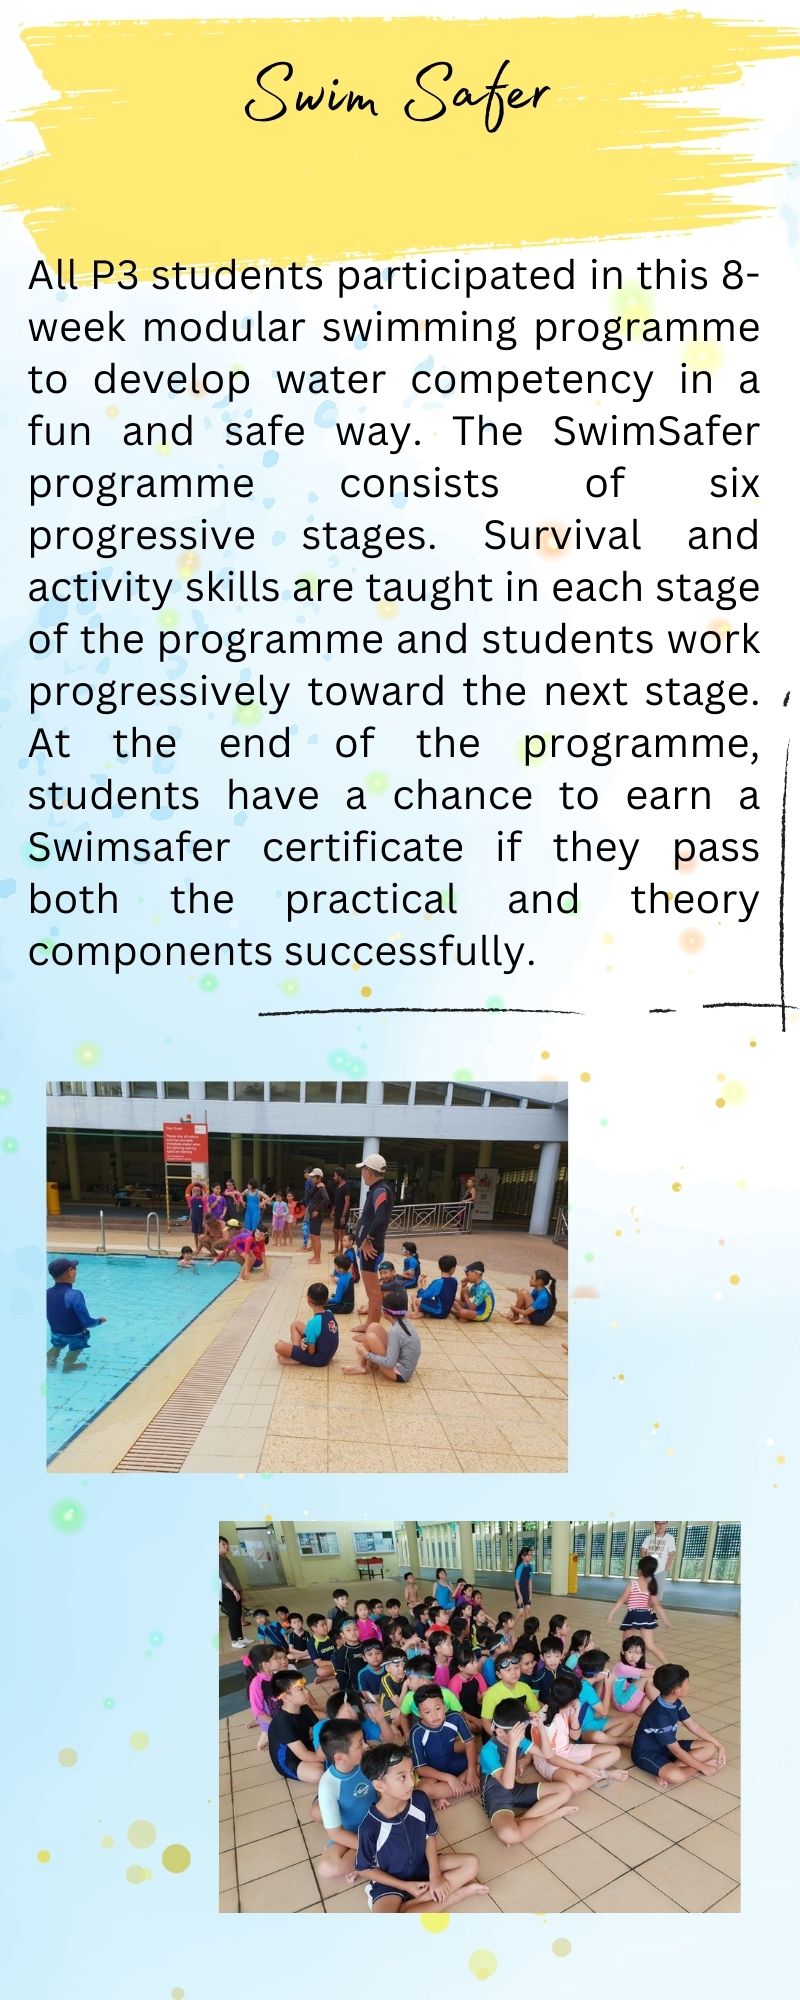 Swim Safer
All P3 students participated in this 8-
week modular swimming programme
to develop water competency in a
fun and safe way. The SwimSafer
programme consists of six
progressive stages. Survival and
activity skills are taught in each stage
of the programme and students work
progressively toward the next stage.
At the end of the programme,
students have a chance to earn a
Swimsafer certificate if they pass
both the practical and theory
components successfully.